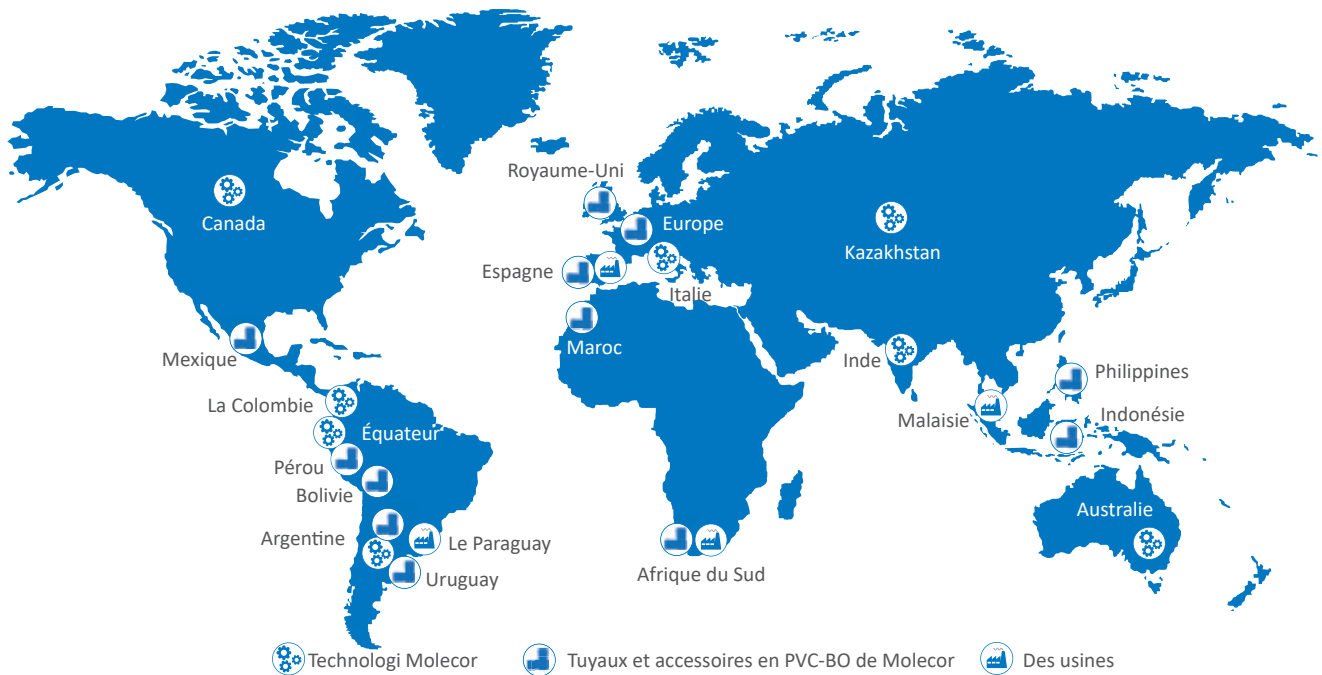 Royaume-Uni
Canada
Europe
Kazakhstan
Espagne
Italie
Maroc
Mexique
Inde
Philippines
La Colombie
Malaisie
Indonésie
Équateur
Pérou
Bolivie
Australie
Argentine
Le Paraguay
Uruguay
Afrique du Sud
Technologi Molecor
Tuyaux et accessoires en PVC-BO de Molecor
Des usines